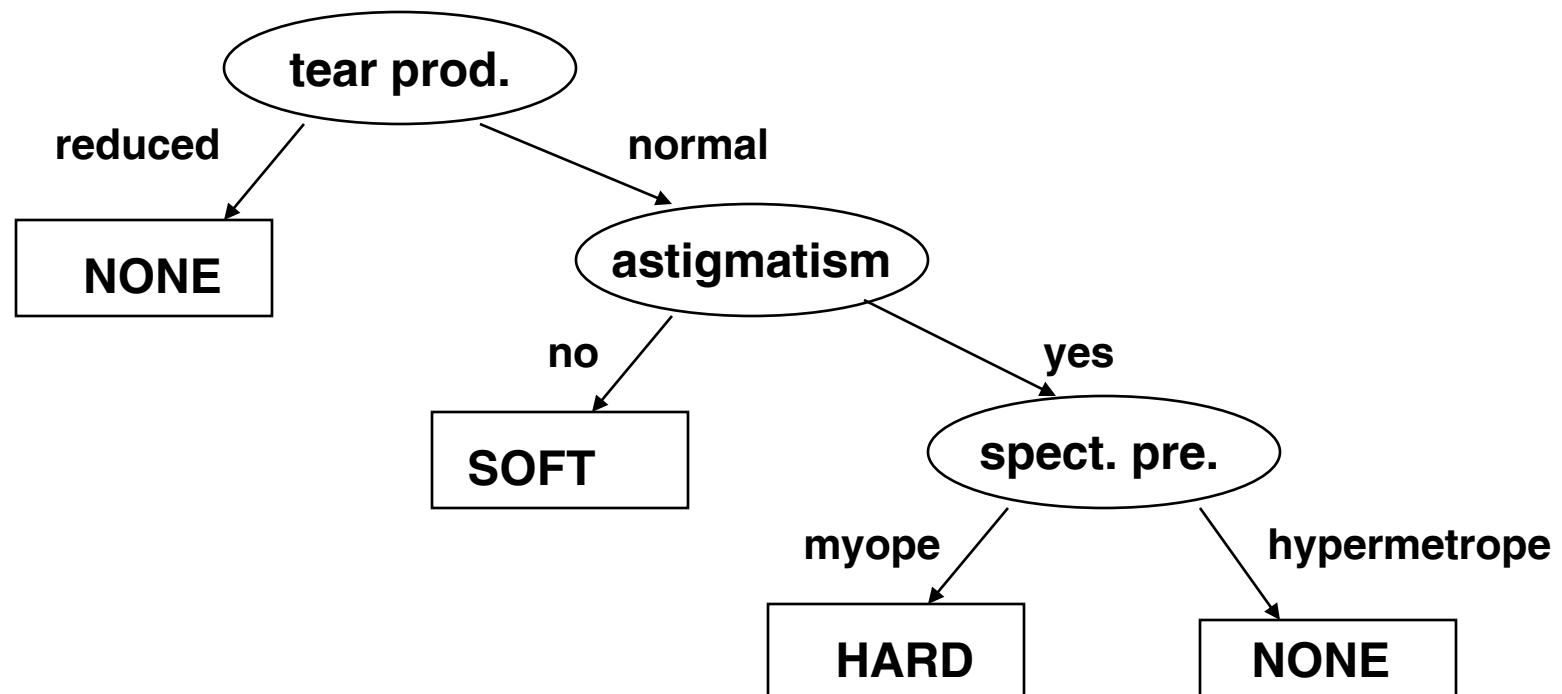 tear prod.
reduced
normal
NONE
astigmatism
no
yes
SOFT
spect. pre.
myope
hypermetrope
HARD
NONE